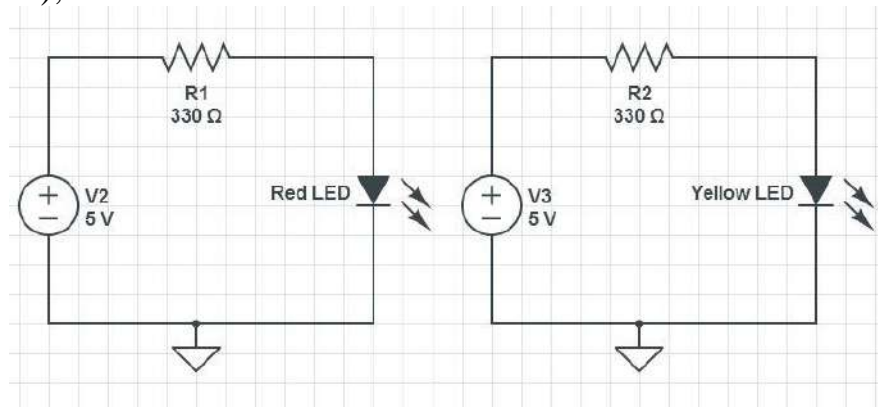 R1
330 Ω
V2
5 V
Red LED
R2
330 Ω
V3
5 V
Yellow LED